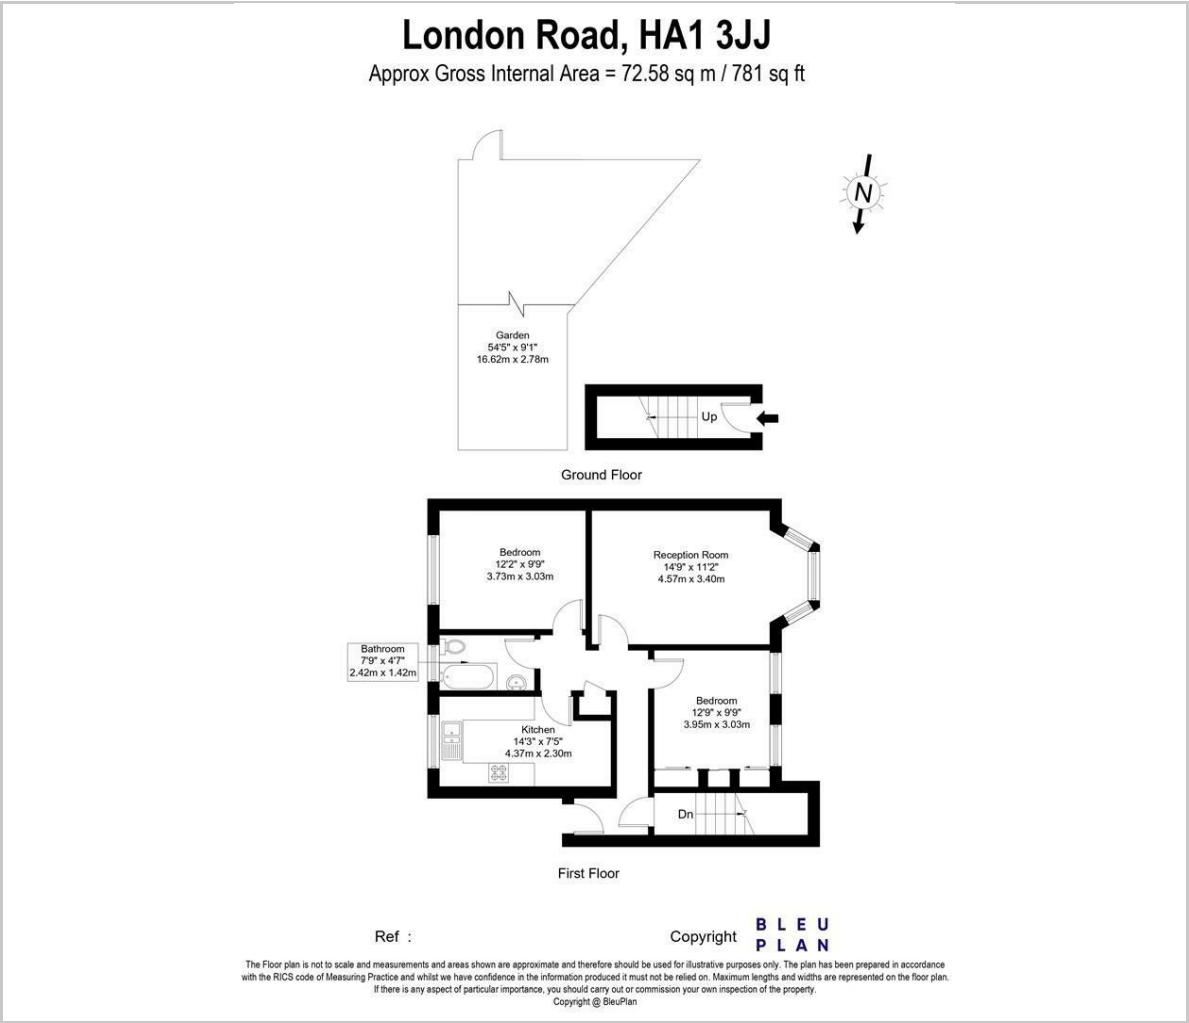 London Road, HA1 3JJ
Approx Gross Internal Area = 72.58 sq m / 781 sq ft
N
Garden
54'5" x 9'1"
16.62m x 2.78m
Up
Ground Floor
Bedroom
12'2" x 9'9"
3.73m x 3.03m
Reception Room
14'9" x 11'2"
4.57m x 3.40m
Bathroom
7'9" x 4'7"
2.42m x 1.42m
Bedroom
12'9" x 9'9"
3.95m x 3.03m
Kitchen
14'3" x 7'5"
4.37m x 2.30m
Dn
First Floor
Ref :
Copyright
BLEU
PLAN
The Floor plan is not to scale and measurements and areas shown are approximate and therefore should be used for illustrative purposes only. The plan has been prepared in accordance
with the RICS code of Measuring Practice and whilst we have confidence in the information produced it must not be relied on. Maximum lengths and widths are represented on the floor plan.
If there is any aspect of particular importance, you should carry out or commission your own inspection of the property.
Copyright @ BleuPlan